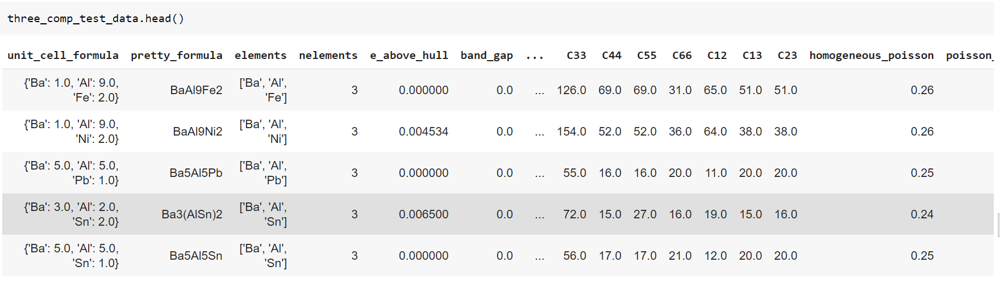 three_comp_test_data.head()
unit_cell_formula pretty_formula elements nelements e_above_hull band_gap ... C33 C44 C55 C66 C12 C13 C23 homogeneous_poisson poisson_
{'Ba': 1.0, 'Al': 9.0, ['Ba', 'Al',
BaAl9Fe2 3 0.000000 0.0 ... 126.0 69.0 69.0 31.0 65.0 51.0 51.0 0.26
'Fe': 2.0} 'Fe']
{'Ba': 1.0, 'Al': 9.0, ['Ba', 'Al',
BaAl9Ni2 3 0.004534 0.0 ... 154.0 52.0 52.0 36.0 64.0 38.0 38.0 0.26
'Ni': 2.0} 'Ni']
{'Ba': 5.0, 'Al': 5.0, ['Ba', 'Al',
Ba5Al5Pb 3 0.000000 0.0 ... 55.0 16.0 16.0 20.0 11.0 20.0 20.0 0.25
'Pb': 1.0} 'Pb']
{'Ba': 3.0, 'Al': 2.0, ['Ba', 'Al',
Ba3(AlSn)2 3 0.006500 0.0 ... 72.0 15.0 27.0 16.0 19.0 15.0 16.0 0.24
'Sn': 2.0} 'Sn']
{'Ba': 5.0, 'Al': 5.0, ['Ba', 'Al',
Ba5Al5Sn 3 0.000000 0.0 ... 56.0 17.0 17.0 21.0 12.0 20.0 20.0 0.25
'Sn': 1.0} 'Sn']